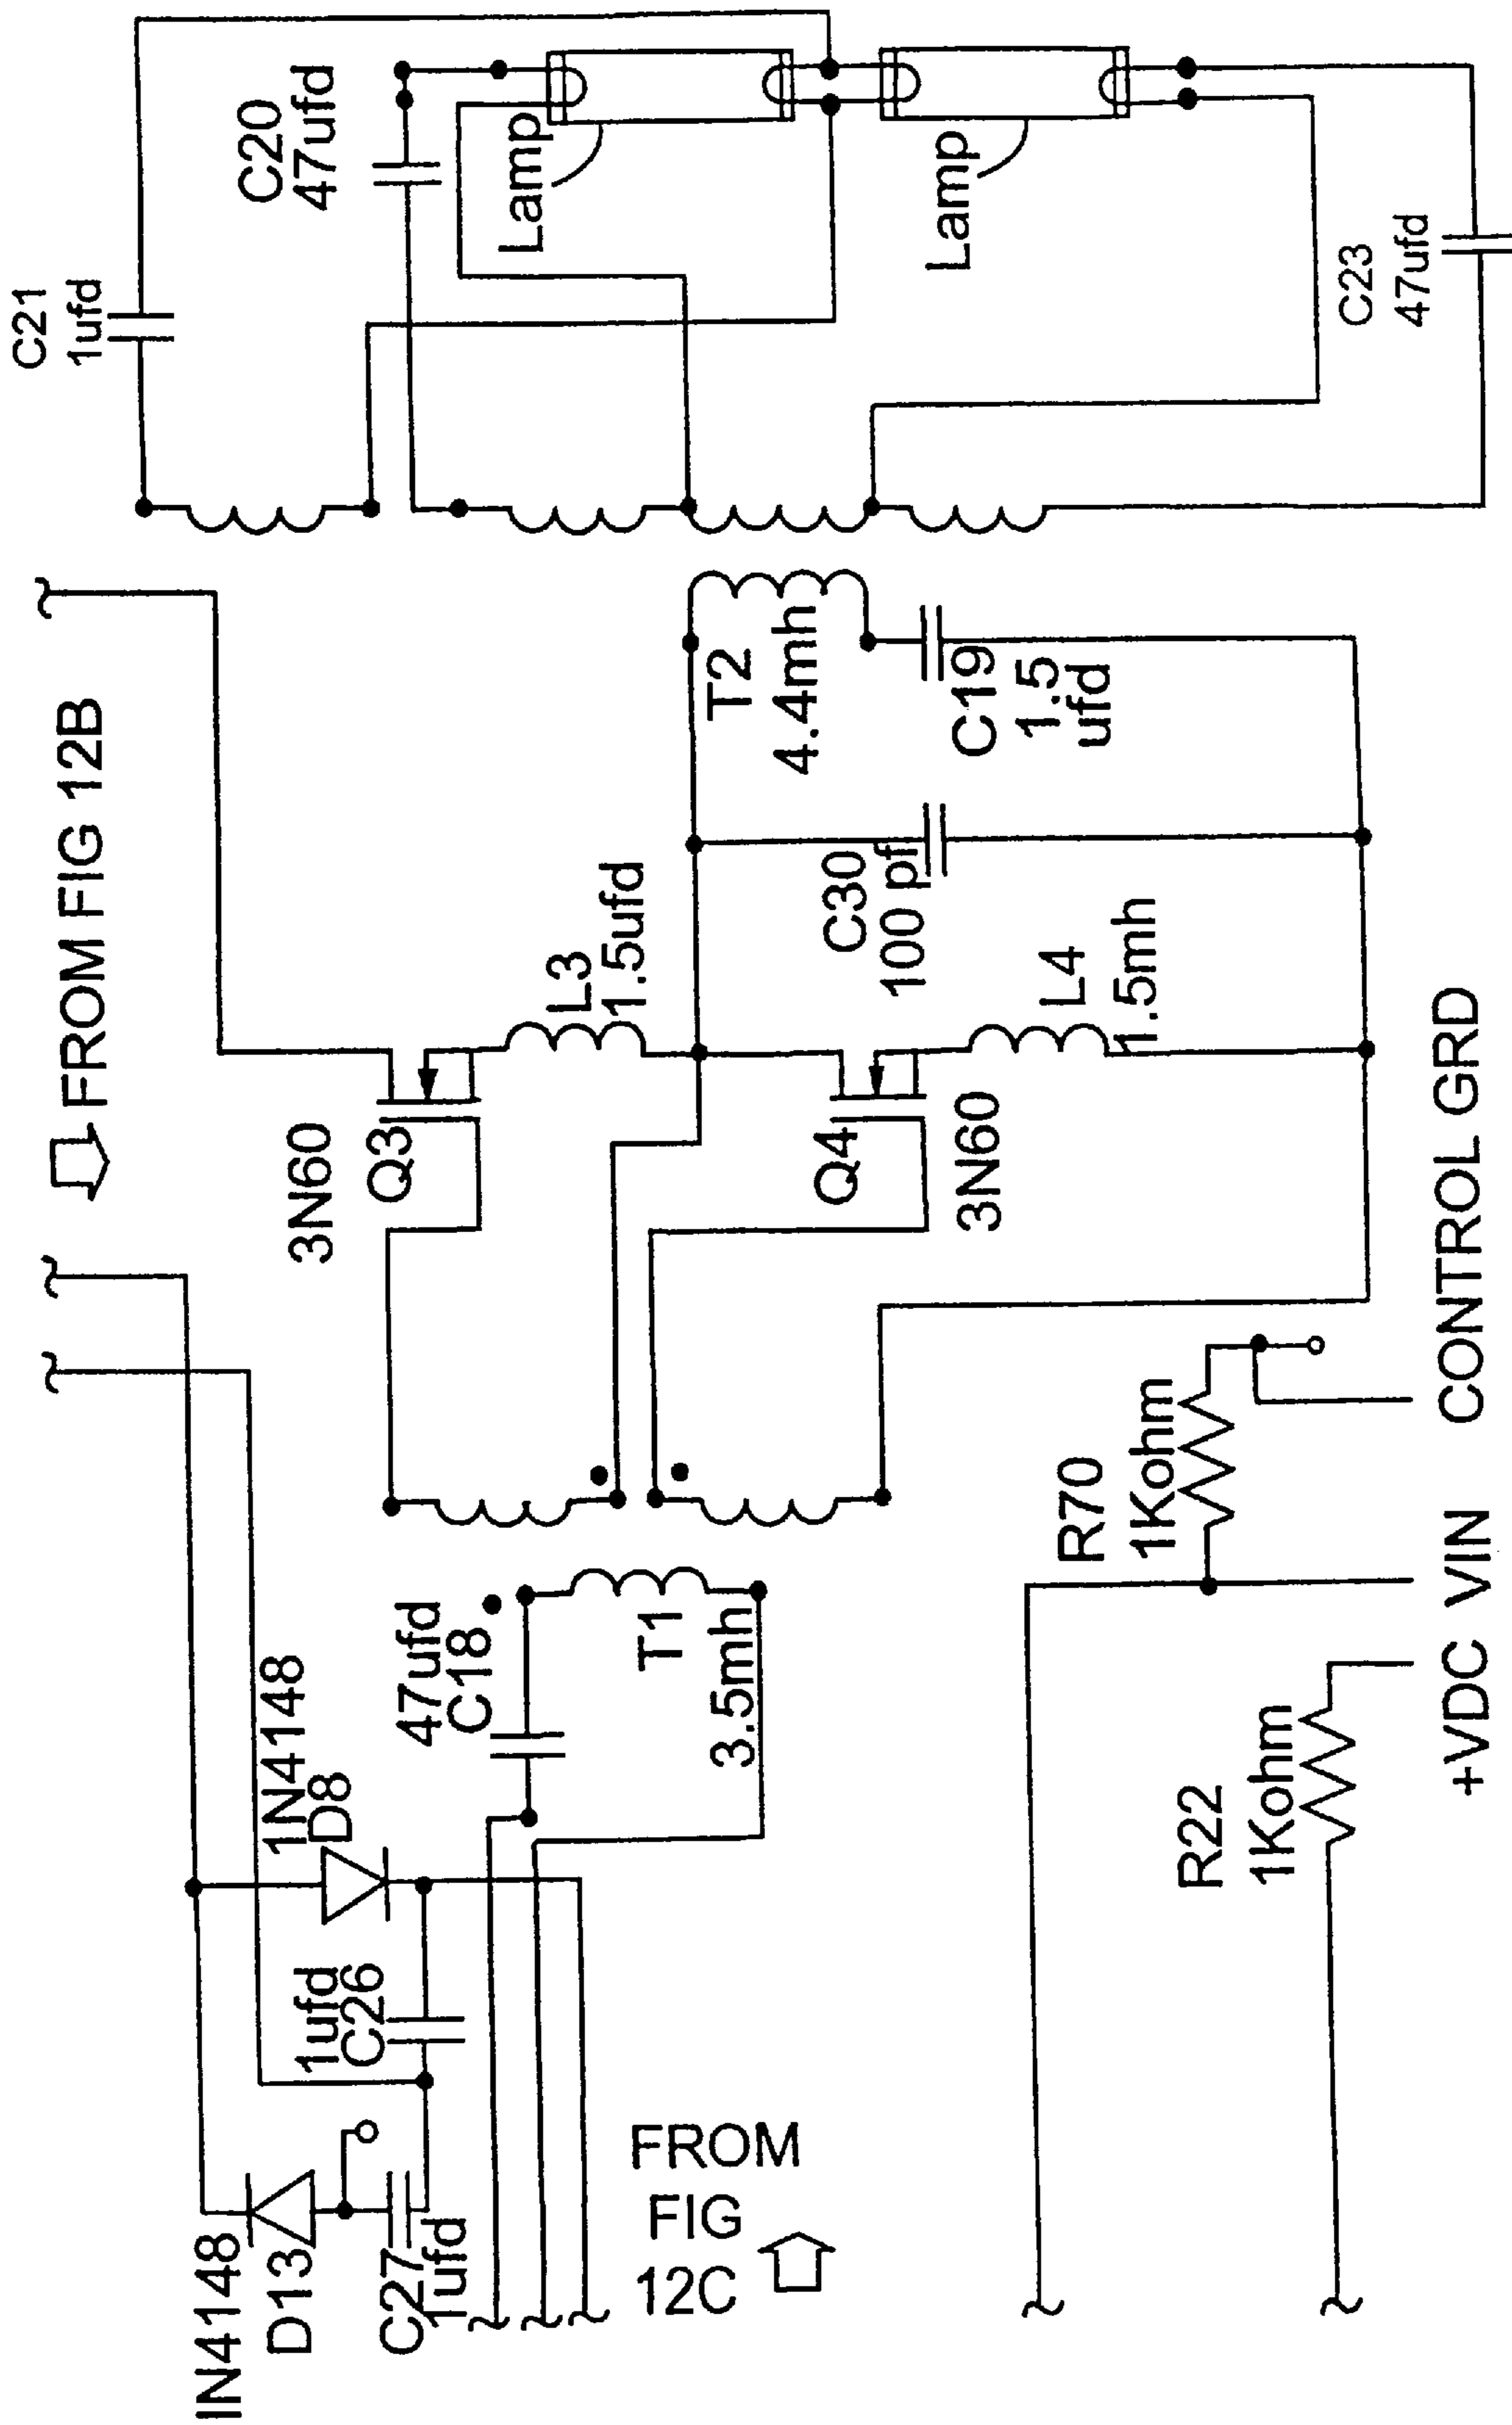 FROM FIG 12B
C21
1ufd
C20
47ufd
Lamp
Lamp
C23
47ufd
T2
4.4mh
C19
1.5
ufd
C30
100 pf
L3
1.5ufd
L4
1.5mh
3N60
Q3
Q4
3N60
1N4148
D8
47ufd
C18
T1
3.5mh
1ufd
C26
IN4148
D13
C27
1ufd
FROM
FIG
12C
R70
1Kohm
R22
1Kohm
+VDC VIN CONTROL GRD